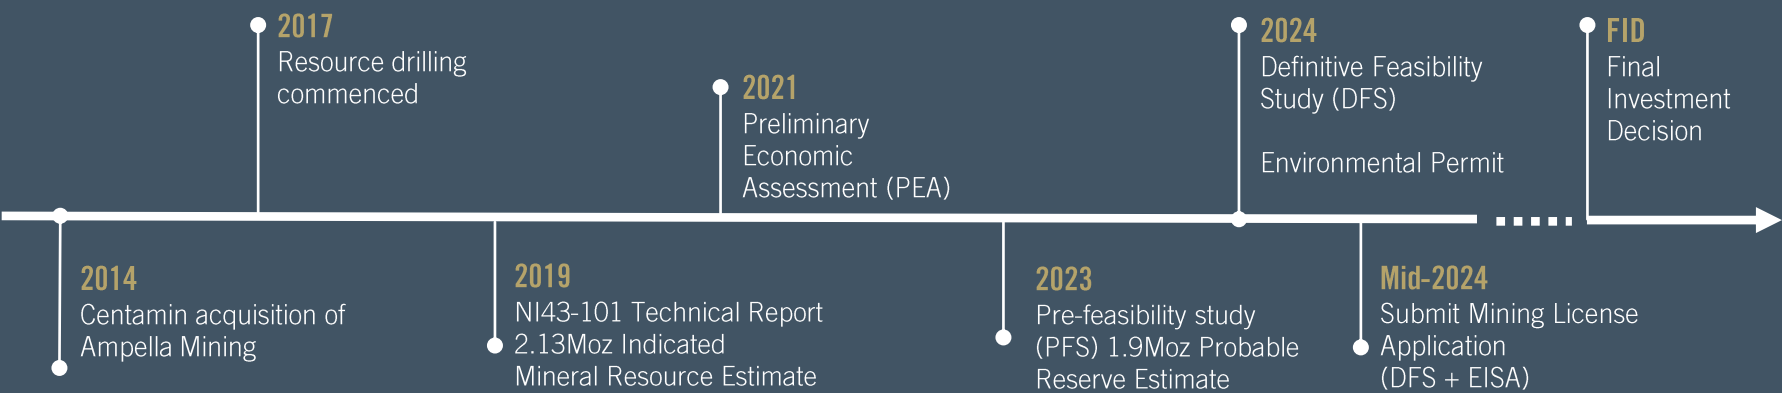 2014
Centamin acquisition of
Ampella Mining
2017
Resource drilling
commenced
2019
NI43-101 Technical Report
2.13Moz Indicated
Mineral Resource Estimate
2021
Preliminary
Economic
Assessment (PEA)
2023
Pre-feasibility study
(PFS) 1.9Moz Probable
Reserve Estimate
2024
Definitive Feasibility
Study (DFS)
Environmental Permit
Mid-2024
Submit Mining License
Application
(DFS + EISA)
FID
Final
Investment
Decision